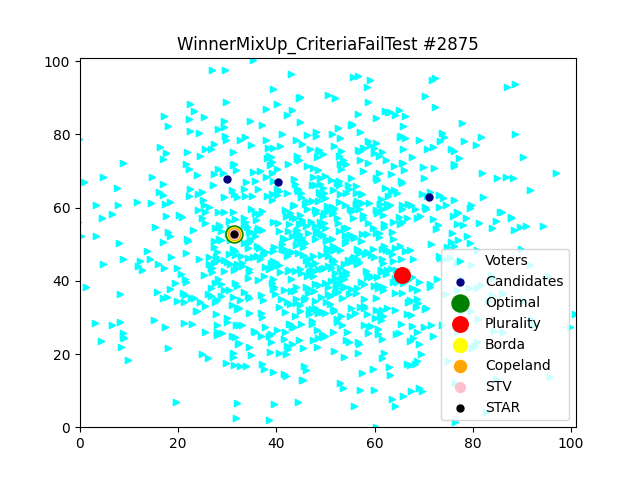 WinnerMixUp_CriteriaFailTest #2875
100
80
60
40
20
0
0 20 40 60 80 100
Voters
Candidates
Optimal
Plurality
Borda
Copeland
STV
STAR